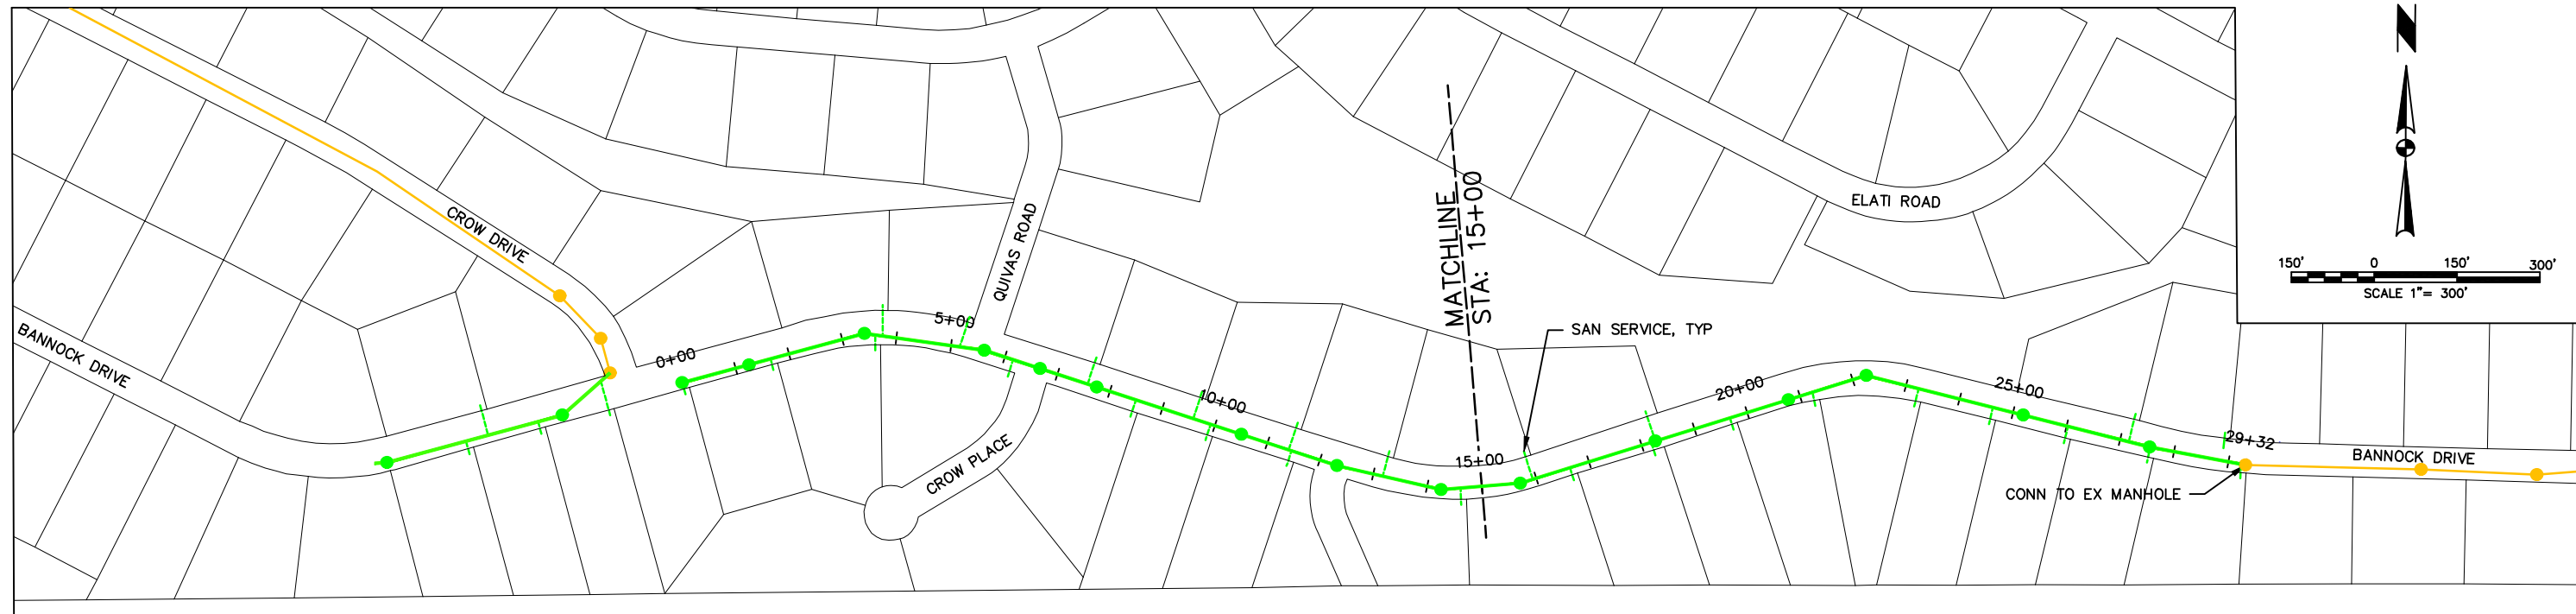 N
CROW DRIVE
QUIVAS ROAD
ELATI ROAD
MATCHLINE
STA: 15+00
150' 0 150' 300'
SCALE 1"= 300'
BANNOCK DRIVE
0+00
5+00
SAN SERVICE, TYP
10+00
15+00
20+00
25+00
29+32
CROW PLACE
BANNOCK DRIVE
CONN TO EX MANHOLE